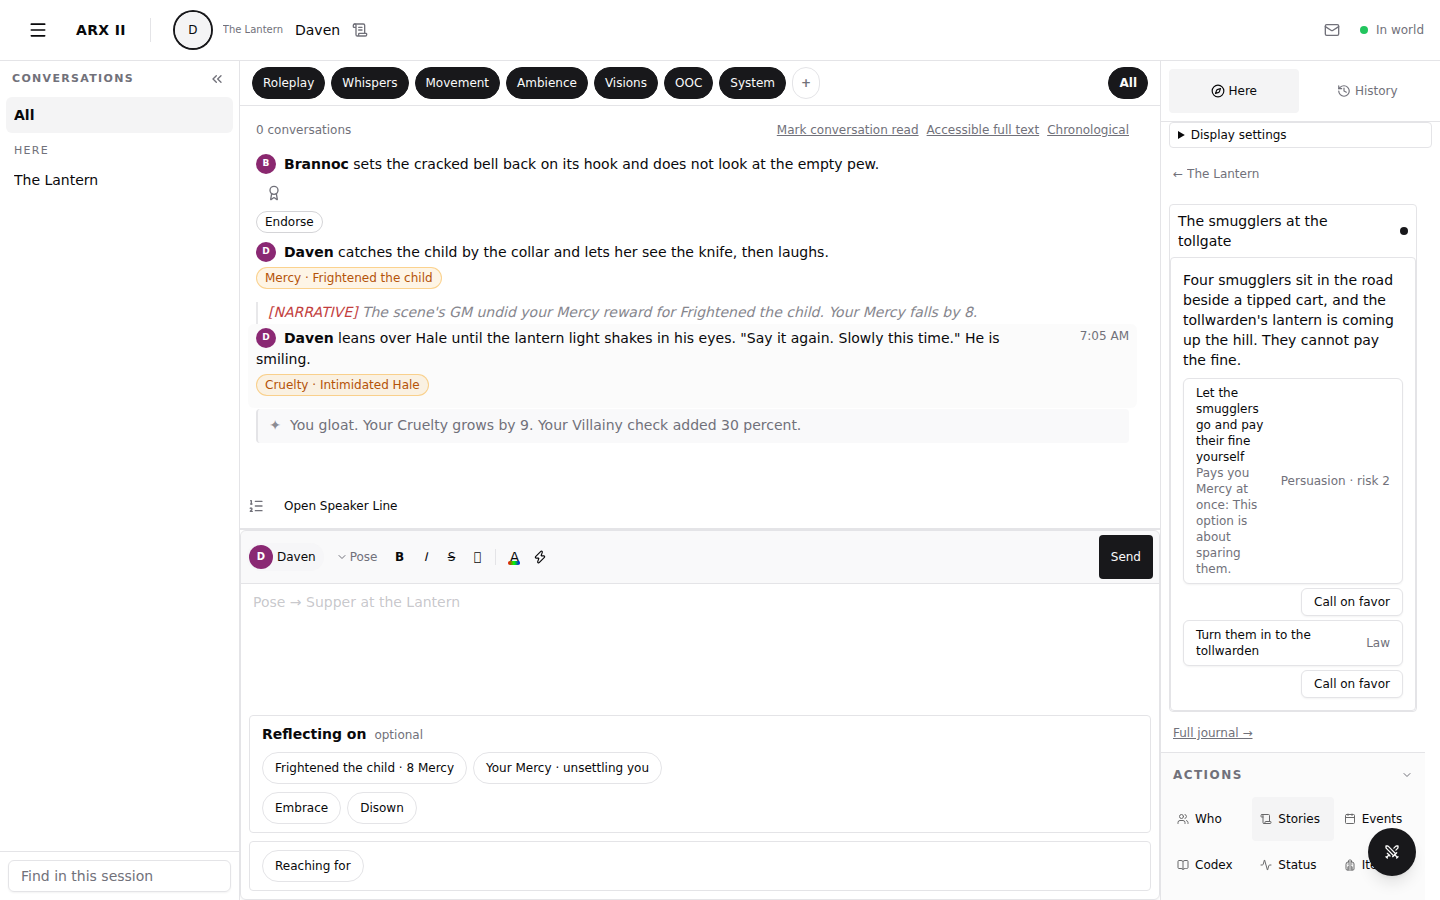 ARX II
D
The Lantern
Daven
In world
CONVERSATIONS
All
HERE
The Lantern
Find in this session
Roleplay
Whispers
Movement
Ambience
Visions
OOC
System
+
All
0 conversations
Mark conversation read
Accessible full text
Chronological
B
Brannoc sets the cracked bell back on its hook and does not look at the empty pew.
Endorse
D
Daven catches the child by the collar and lets her see the knife, then laughs.
Mercy · Frightened the child
[NARRATIVE] The scene's GM undid your Mercy reward for Frightened the child. Your Mercy falls by 8.
D
Daven leans over Hale until the lantern light shakes in his eyes. "Say it again. Slowly this time." He is
smiling.
7:05 AM
Cruelty · Intimidated Hale
✦ You gloat. Your Cruelty grows by 9. Your Villainy check added 30 percent.
Open Speaker Line
D
Daven
Pose
B
I
S
A
Send
Pose → Supper at the Lantern
Reflecting on optional
Frightened the child · 8 Mercy
Your Mercy · unsettling you
Embrace
Disown
Reaching for
Here
History
▶ Display settings
← The Lantern
The smugglers at the
tollgate
Four smugglers sit in the road
beside a tipped cart, and the
tollwarden's lantern is coming
up the hill. They cannot pay
the fine.
Let the
smugglers
go and pay
their fine
yourself
Pays you
Mercy at
once: This
option is
about
sparing
them.
Persuasion · risk 2
Call on favor
Turn them in to the
tollwarden
Law
Call on favor
Full journal →
ACTIONS
Who
Stories
Events
Codex
Status